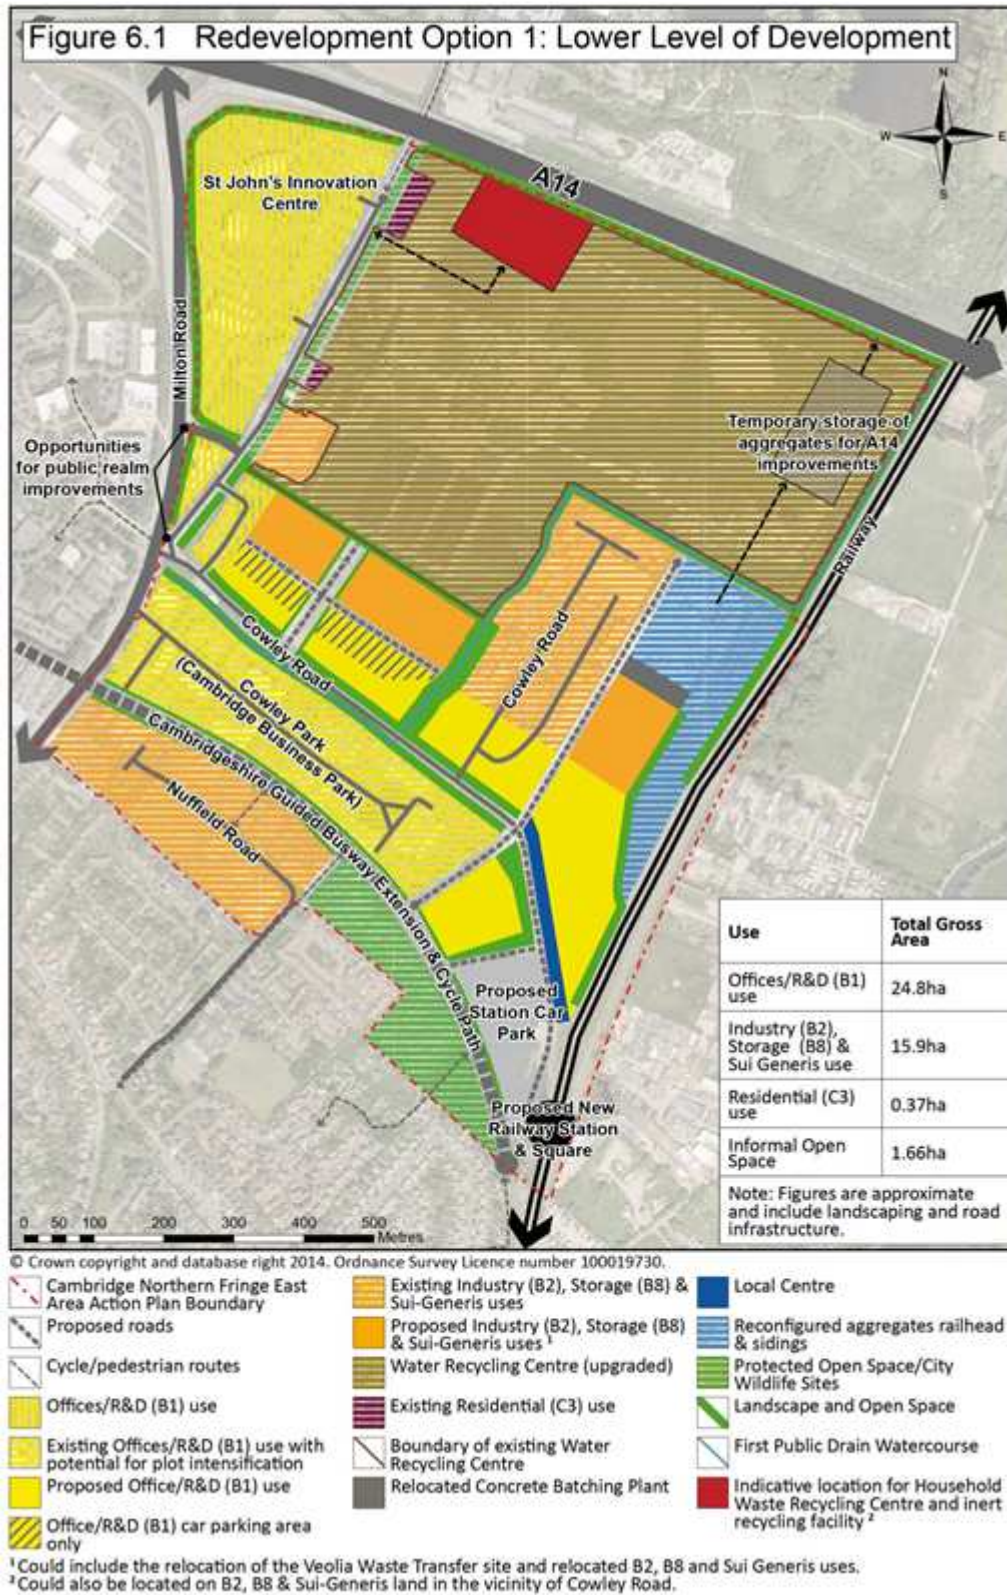 Figure 6.1 Redevelopment Option 1: Lower Level of Development
N
W
E
S
A14
St John's Innovation
Centre
Milton Road
Opportunities
for public realm
improvements
Temporary storage of
aggregates for A14
improvements
Railway
Cowley Road
Cowley Road
Cowley Park
(Cambridge Business Park)
Cambridgeshire Guided Busway Extension & Cycle Path
Nuffield Road
Proposed
Station Car
Park
Proposed New
Railway Station
& Square
Use
Total Gross
Area
Offices/R&D (B1)
use
24.8ha
Industry (B2),
Storage (B8) &
Sui Generis use
15.9ha
Residential (C3)
use
0.37ha
Informal Open
Space
1.66ha
Note: Figures are approximate
and include landscaping and road
infrastructure.
0 50 100 200 300 400 500
Metres
© Crown copyright and database right 2014. Ordnance Survey Licence number 100019730.
Cambridge Northern Fringe East
Area Action Plan Boundary
Proposed roads
Cycle/pedestrian routes
Offices/R&D (B1) use
Existing Offices/R&D (B1) use with
potential for plot intensification
Proposed Office/R&D (B1) use
Office/R&D (B1) car parking area
only
Existing Industry (B2), Storage (B8) &
Sui-Generis uses
Proposed Industry (B2), Storage (B8)
& Sui-Generis uses ¹
Water Recycling Centre (upgraded)
Existing Residential (C3) use
Boundary of existing Water
Recycling Centre
Relocated Concrete Batching Plant
Local Centre
Reconfigured aggregates railhead
& sidings
Protected Open Space/City
Wildlife Sites
Landscape and Open Space
First Public Drain Watercourse
Indicative location for Household
Waste Recycling Centre and inert
recycling facility ²
¹Could include the relocation of the Veolia Waste Transfer site and relocated B2, B8 and Sui Generis uses.
²Could also be located on B2, B8 & Sui-Generis land in the vicinity of Cowley Road.